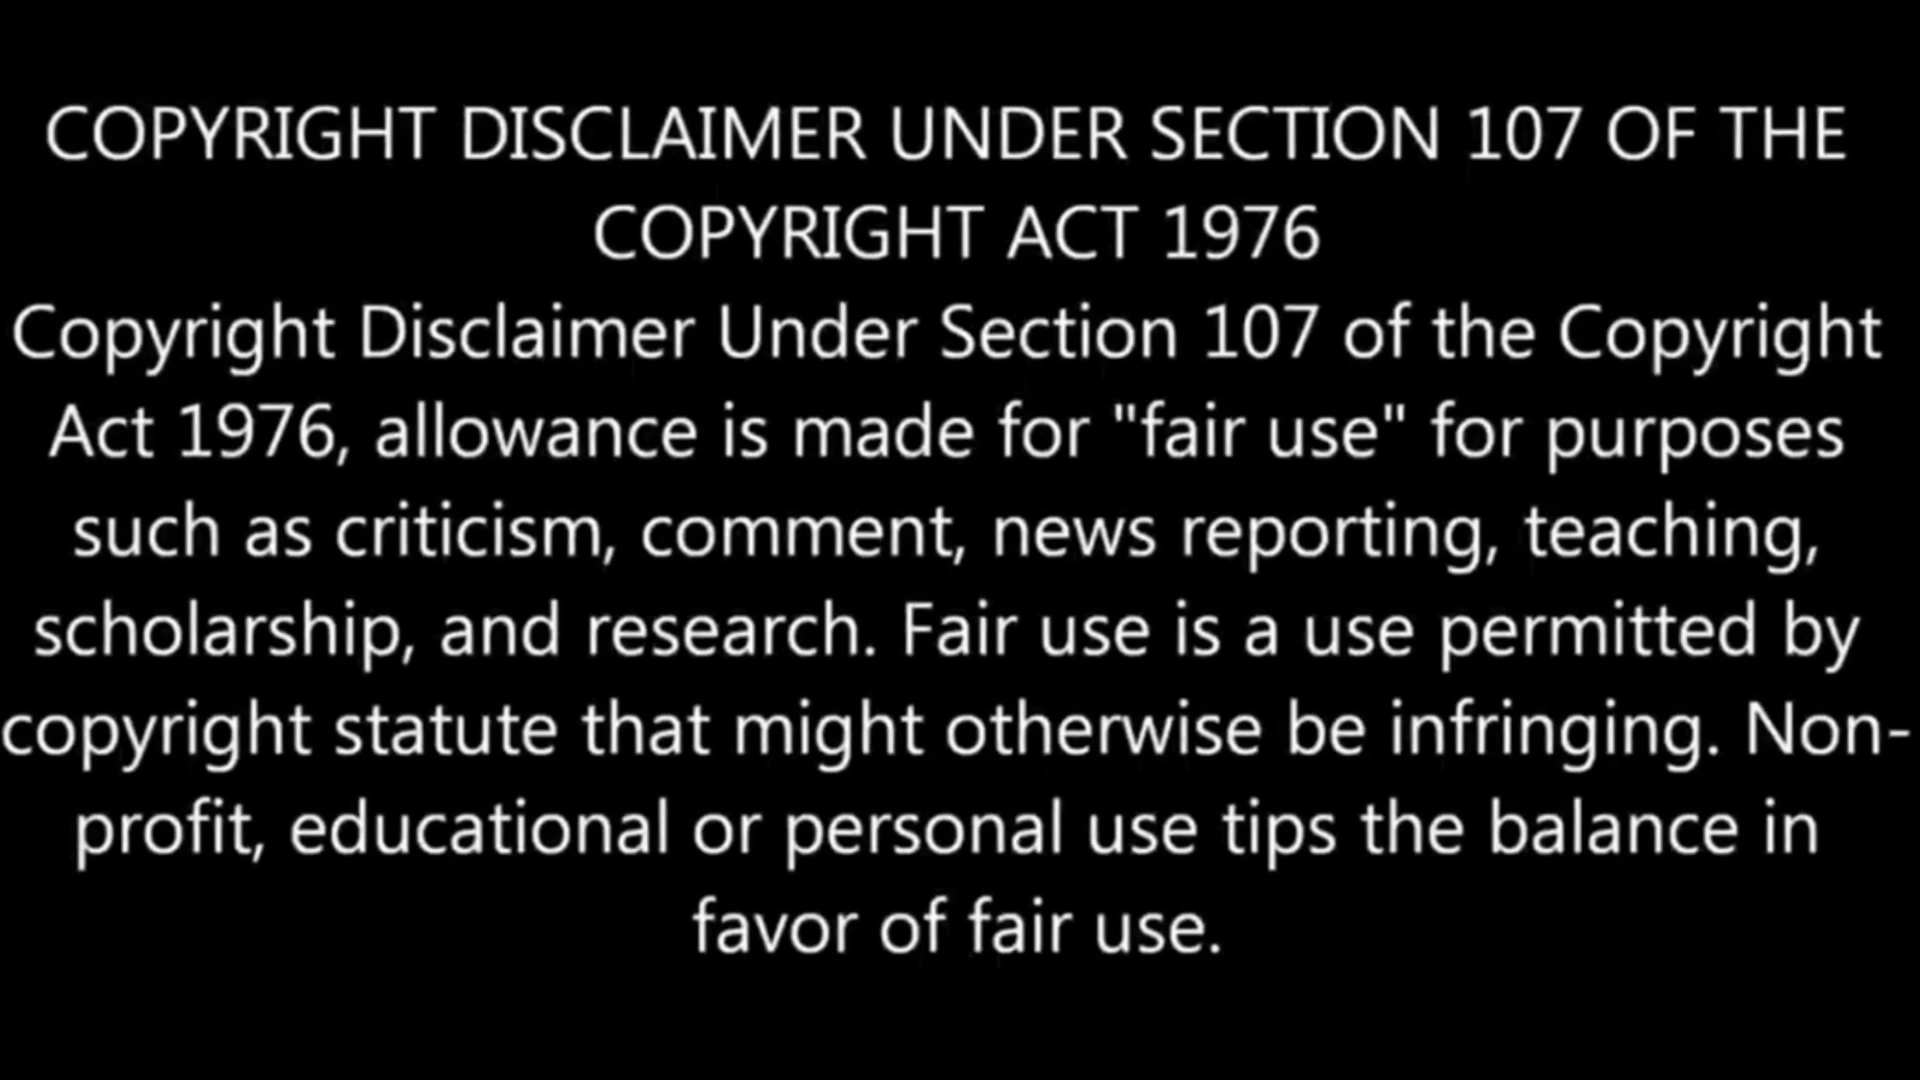 COPYRIGHT DISCLAIMER UNDER SECTION 107 OF THE
COPYRIGHT ACT 1976
Copyright Disclaimer Under Section 107 of the Copyright
Act 1976, allowance is made for "fair use" for purposes
such as criticism, comment, news reporting, teaching,
scholarship, and research. Fair use is a use permitted by
copyright statute that might otherwise be infringing. Non-
profit, educational or personal use tips the balance in
favor of fair use.